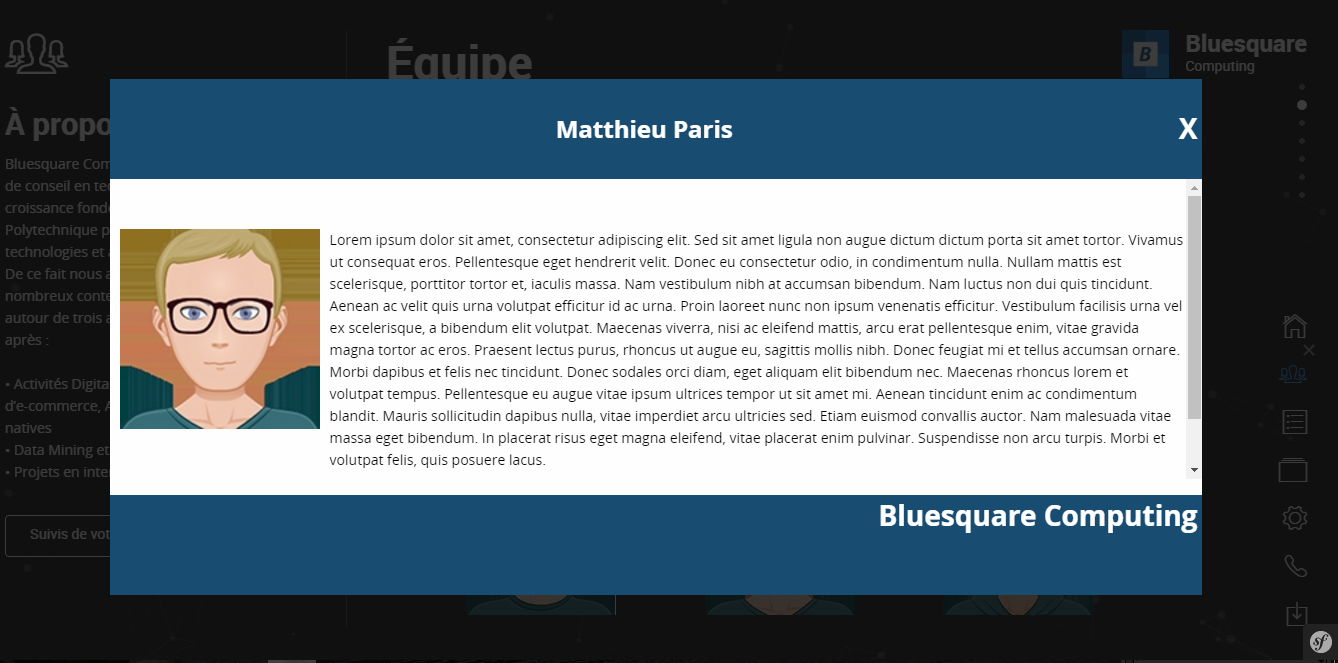 Équipe
B
Bluesquare
Computing
À propo
Bluesquare Com
de conseil en te
croissance fond
Polytechnique p
technologies et
De ce fait nous a
nombreux conte
autour de trois a
après :
• Activités Digita
d'e-commerce, A
natives
• Data Mining et
• Projets en inte
Suivis de vot
Matthieu Paris
X
Lorem ipsum dolor sit amet, consectetur adipiscing elit. Sed sit amet ligula non augue dictum dictum porta sit amet tortor. Vivamus
ut consequat eros. Pellentesque eget hendrerit velit. Donec eu consectetur odio, in condimentum nulla. Nullam mattis est
scelerisque, porttitor tortor et, iaculis massa. Nam vestibulum nibh at accumsan bibendum. Nam luctus non dui quis tincidunt.
Aenean ac velit quis urna volutpat efficitur id ac urna. Proin laoreet nunc non ipsum venenatis efficitur. Vestibulum facilisis urna vel
ex scelerisque, a bibendum elit volutpat. Maecenas viverra, nisi ac eleifend mattis, arcu erat pellentesque enim, vitae gravida
magna tortor ac eros. Praesent lectus purus, rhoncus ut augue eu, sagittis mollis nibh. Donec feugiat mi et tellus accumsan ornare.
Morbi dapibus et felis nec tincidunt. Donec sodales orci diam, eget aliquam elit bibendum nec. Maecenas rhoncus lorem et
volutpat tempus. Pellentesque eu augue vitae ipsum ultrices tempor ut sit amet mi. Aenean tincidunt enim ac condimentum
blandit. Mauris sollicitudin dapibus nulla, vitae imperdiet arcu ultricies sed. Etiam euismod convallis auctor. Nam malesuada vitae
massa eget bibendum. In placerat risus eget magna eleifend, vitae placerat enim pulvinar. Suspendisse non arcu turpis. Morbi et
volutpat felis, quis posuere lacus.
Bluesquare Computing
sf